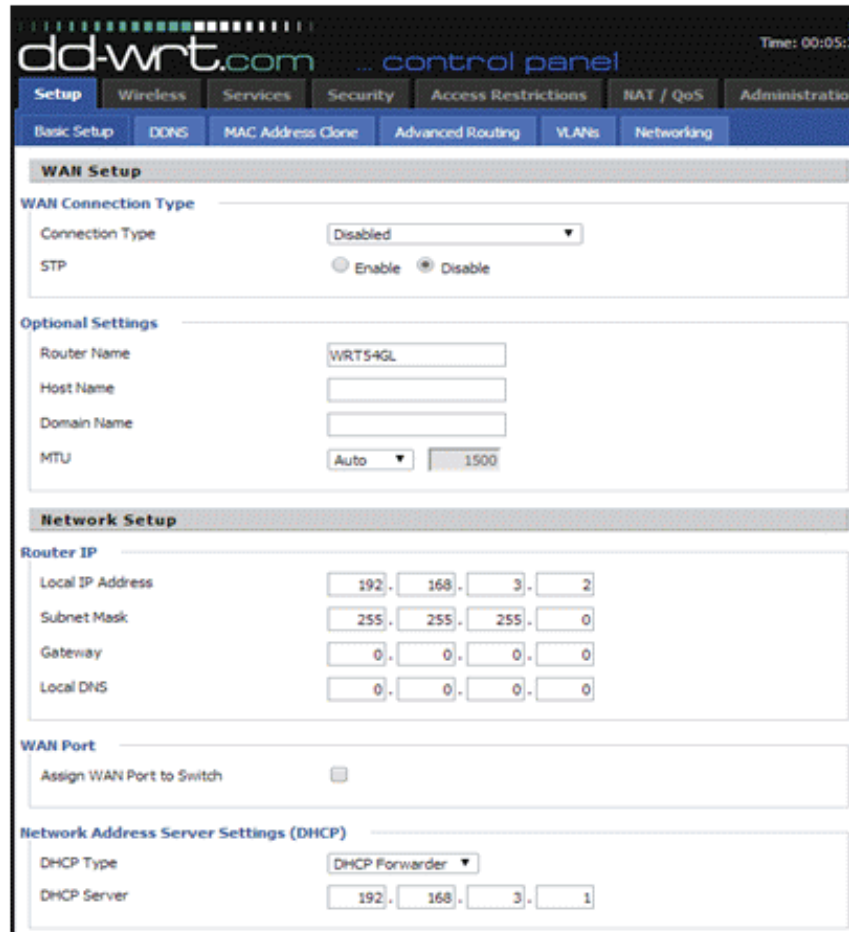 dd-wrt.com ... control panel
Time: 00:05:
Setup Wireless Services Security Access Restrictions NAT / QoS Administratio
Basic Setup DDNS MAC Address Clone Advanced Routing VLANs Networking
WAN Setup
WAN Connection Type
Connection Type Disabled
STP Enable Disable
Optional Settings
Router Name WRT54GL
Host Name
Domain Name
MTU Auto 1500
Network Setup
Router IP
Local IP Address 192. 168. 3. 2
Subnet Mask 255. 255. 255. 0
Gateway 0. 0. 0. 0
Local DNS 0. 0. 0. 0
WAN Port
Assign WAN Port to Switch
Network Address Server Settings (DHCP)
DHCP Type DHCP Forwarder
DHCP Server 192. 168. 3. 1